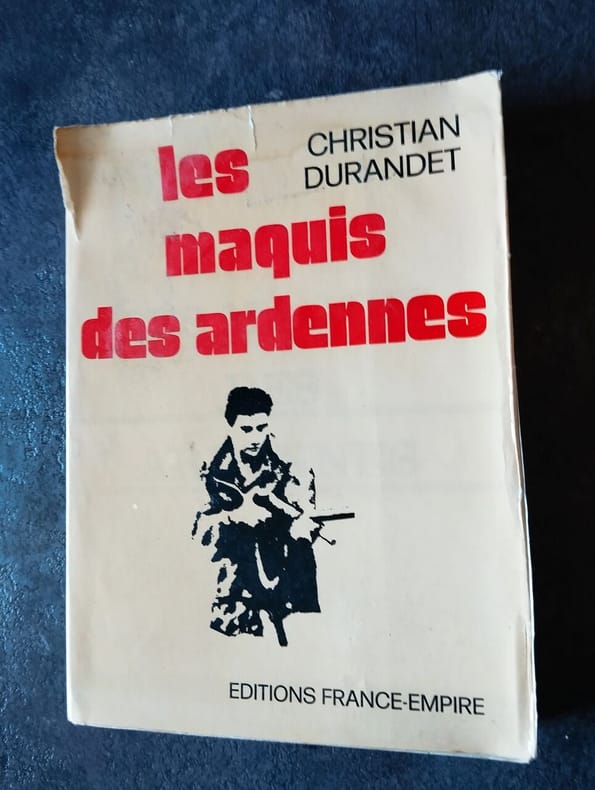 les
CHRISTIAN
DURANDET
maquis
des ardennes
EDITIONS FRANCE-EMPIRE